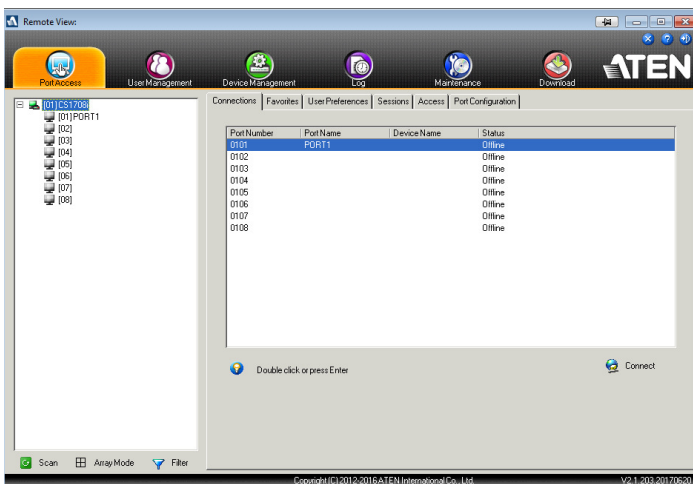 Remote View:
ATEN
Port Access
User Management
Device Management
Log
Maintenance
Download
[01]CS1708i
[01]PORT1
[02]
[03]
[04]
[05]
[06]
[07]
[08]
Connections Favorites User Preferences Sessions Access Port Configuration
Port Number Port Name Device Name Status
0101 PORT1 Offline
0102 Offline
0103 Offline
0104 Offline
0105 Offline
0106 Offline
0107 Offline
0108 Offline
Double click or press Enter
Connect
Scan Array Mode Filter
Copyright (C) 2012-2016 ATEN International Co., Ltd. V2.1.203.20170620